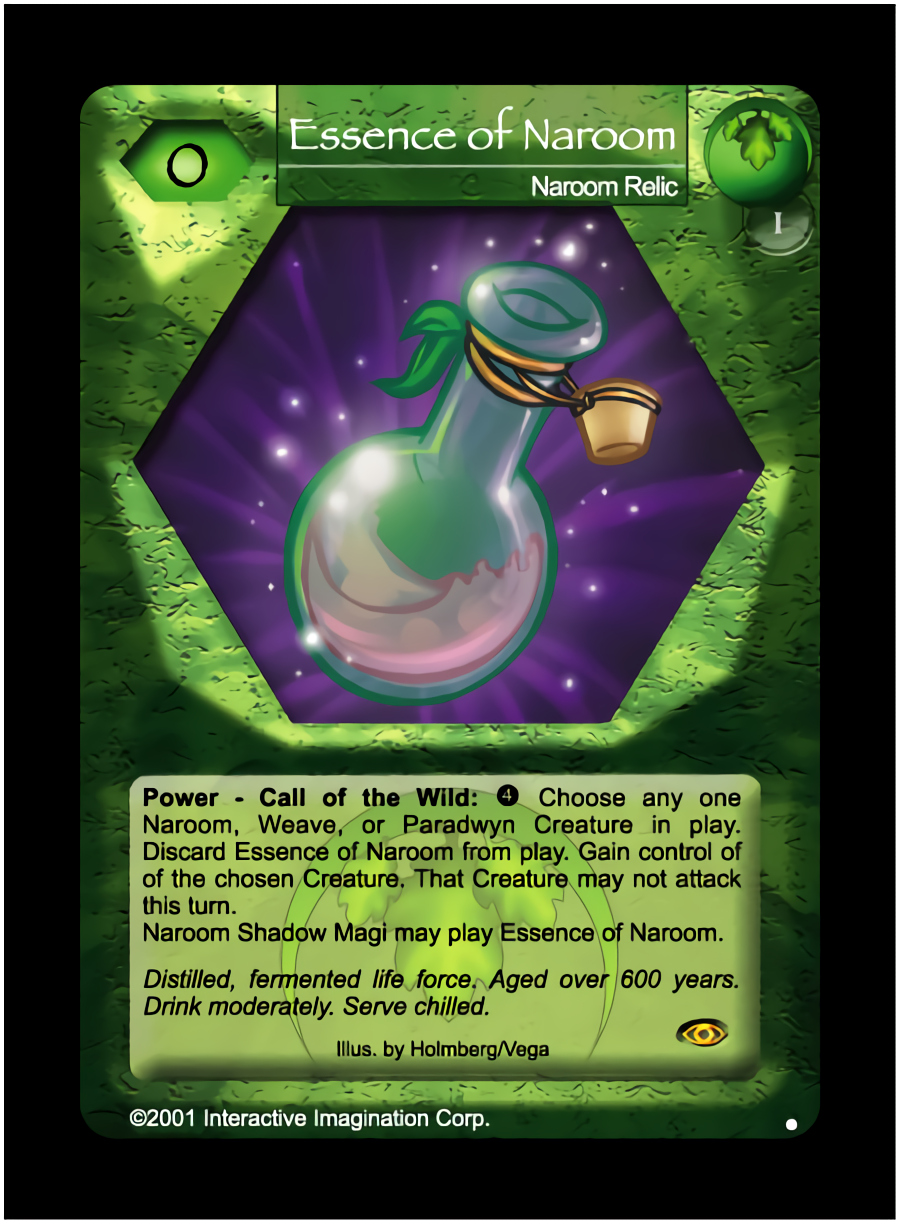 0
Essence of Naroom
Naroom Relic
I
Power - Call of the Wild: ❹ Choose any one
Naroom, Weave, or Paradwyn Creature in play.
Discard Essence of Naroom from play. Gain control of
of the chosen Creature. That Creature may not attack
this turn.
Naroom Shadow Magi may play Essence of Naroom.
Distilled, fermented life force. Aged over 600 years.
Drink moderately. Serve chilled.
Illus. by Holmberg/Vega
©2001 Interactive Imagination Corp.